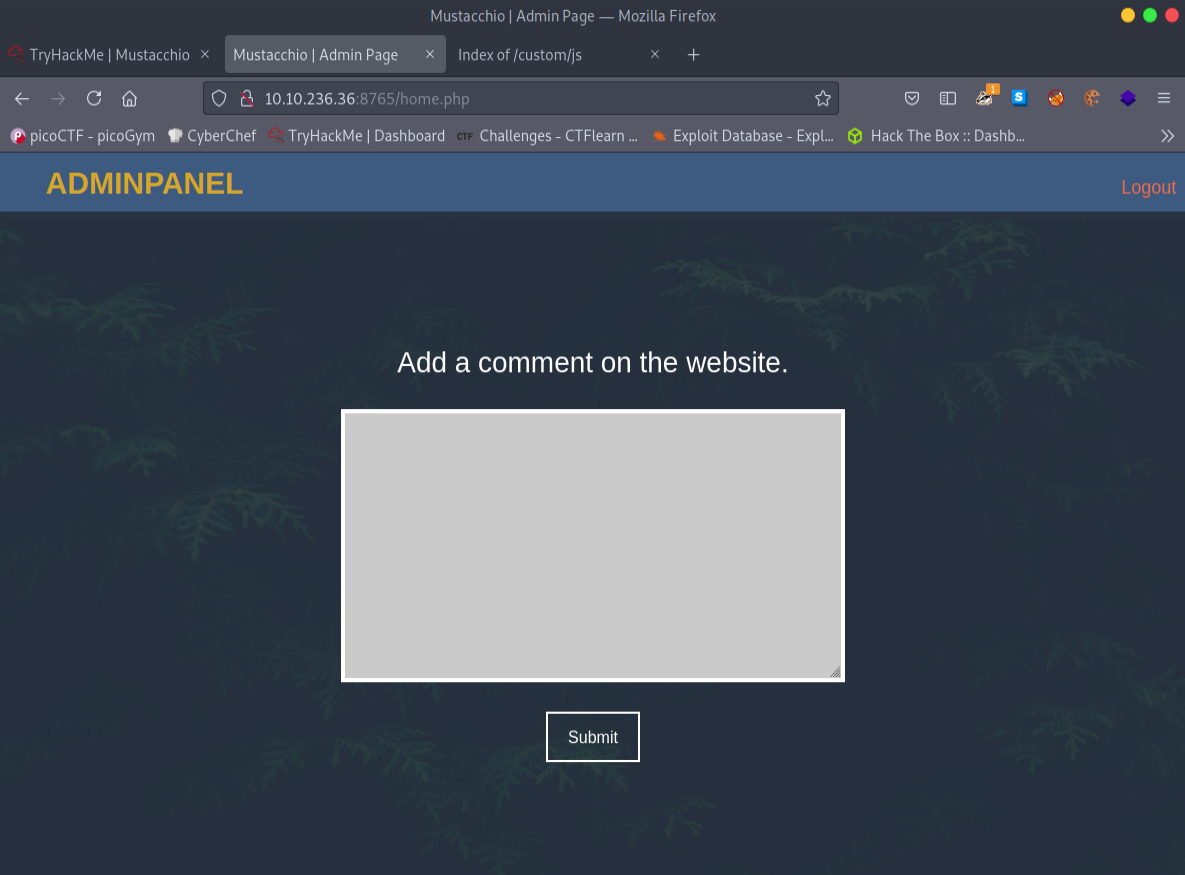 Mustacchio | Admin Page — Mozilla Firefox
TryHackMe | Mustacchio × Mustacchio | Admin Page × Index of /custom/js × +
10.10.236.36:8765/home.php 1 S
picoCTF - picoGym CyberChef TryHackMe | Dashboard CTF Challenges - CTFlearn ... Exploit Database - Expl... Hack The Box :: Dashb...
ADMINPANEL Logout
Add a comment on the website.
Submit